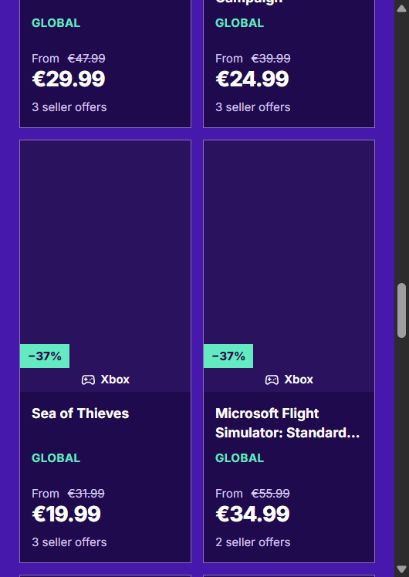 Campaign
GLOBAL
From €47.99
€29.99
3 seller offers
GLOBAL
From €39.99
€24.99
3 seller offers
−37%
Xbox
Sea of Thieves
GLOBAL
From €31.99
€19.99
3 seller offers
−37%
Xbox
Microsoft Flight
Simulator: Standard...
GLOBAL
From €55.99
€34.99
2 seller offers